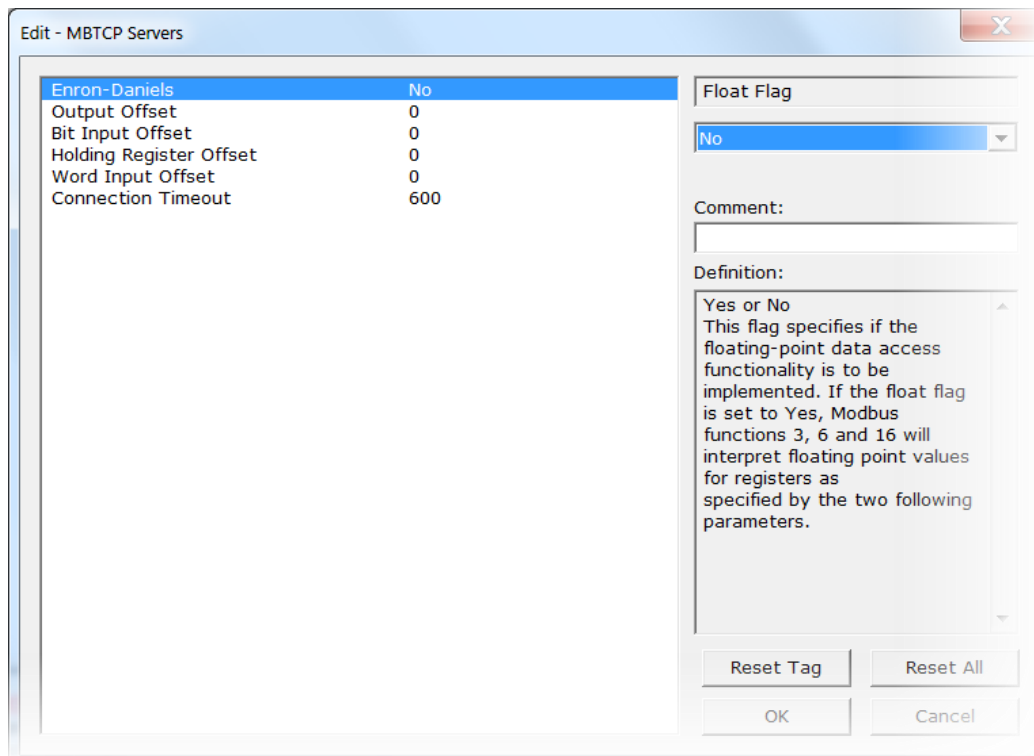 Edit - MBTCP Servers
X
Enron-Daniels No
Output Offset 0
Bit Input Offset 0
Holding Register Offset 0
Word Input Offset 0
Connection Timeout 600
Float Flag
No
Comment:
Definition:
Yes or No
This flag specifies if the
floating-point data access
functionality is to be
implemented. If the float flag
is set to Yes, Modbus
functions 3, 6 and 16 will
interpret floating point values
for registers as
specified by the two following
parameters.
Reset Tag Reset All
OK Cancel